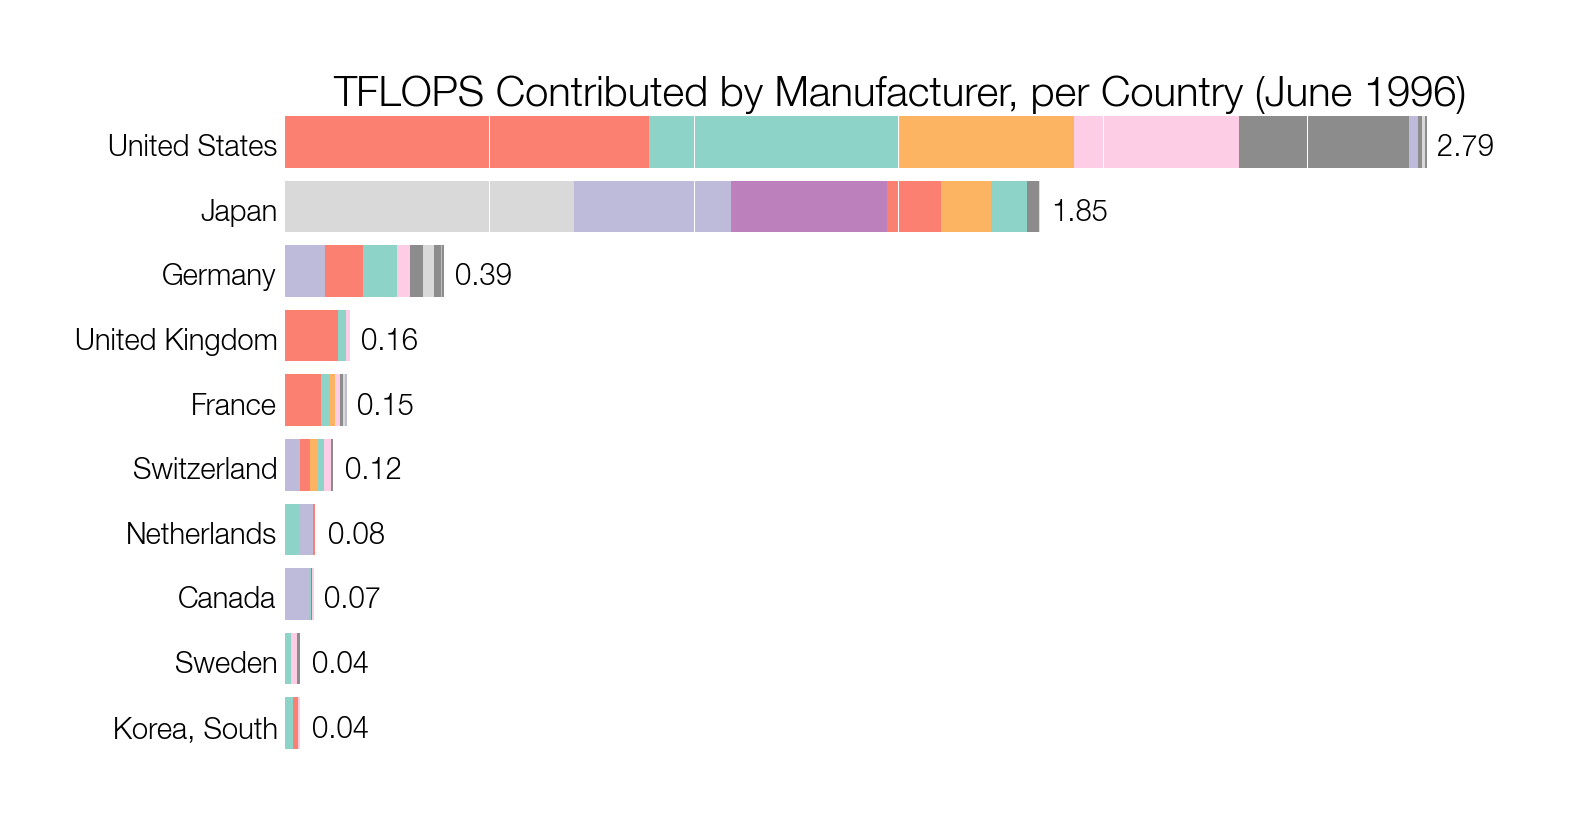 TFLOPS Contributed by Manufacturer, per Country (June 1996)
United States 2.79
Japan 1.85
Germany 0.39
United Kingdom 0.16
France 0.15
Switzerland 0.12
Netherlands 0.08
Canada 0.07
Sweden 0.04
Korea, South 0.04